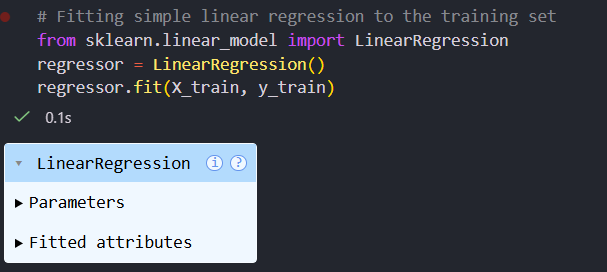 # Fitting simple linear regression to the training set
from sklearn.linear_model import LinearRegression
regressor = LinearRegression()
regressor.fit(X_train, y_train)
0.1s
LinearRegression i ?
Parameters
Fitted attributes